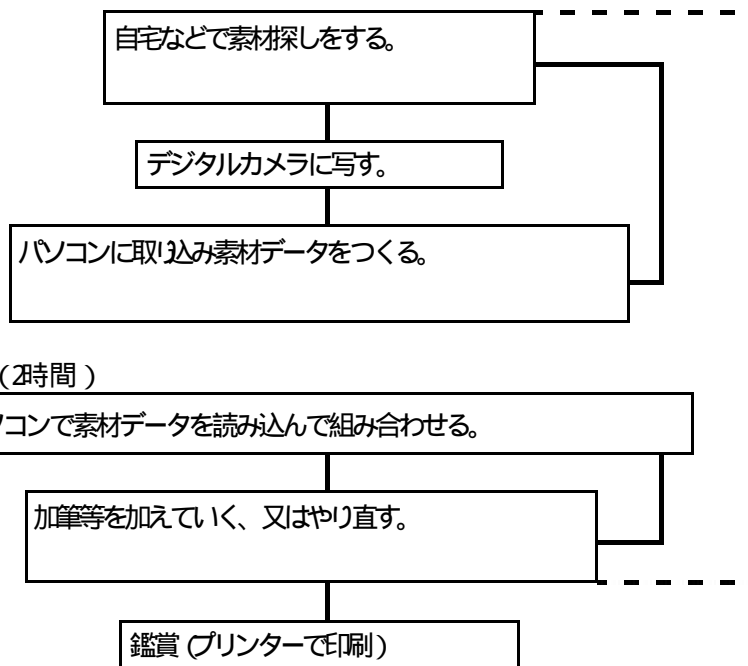 自宅などで素材探しをする。
デジタルカメラに写す。
パソコンに取り込み素材データをつくる。
(2時間)
ソコンで素材データを読み込んで組み合わせる。
加筆等を加えていく、又はやり直す。
鑑賞(プリンターで印刷)